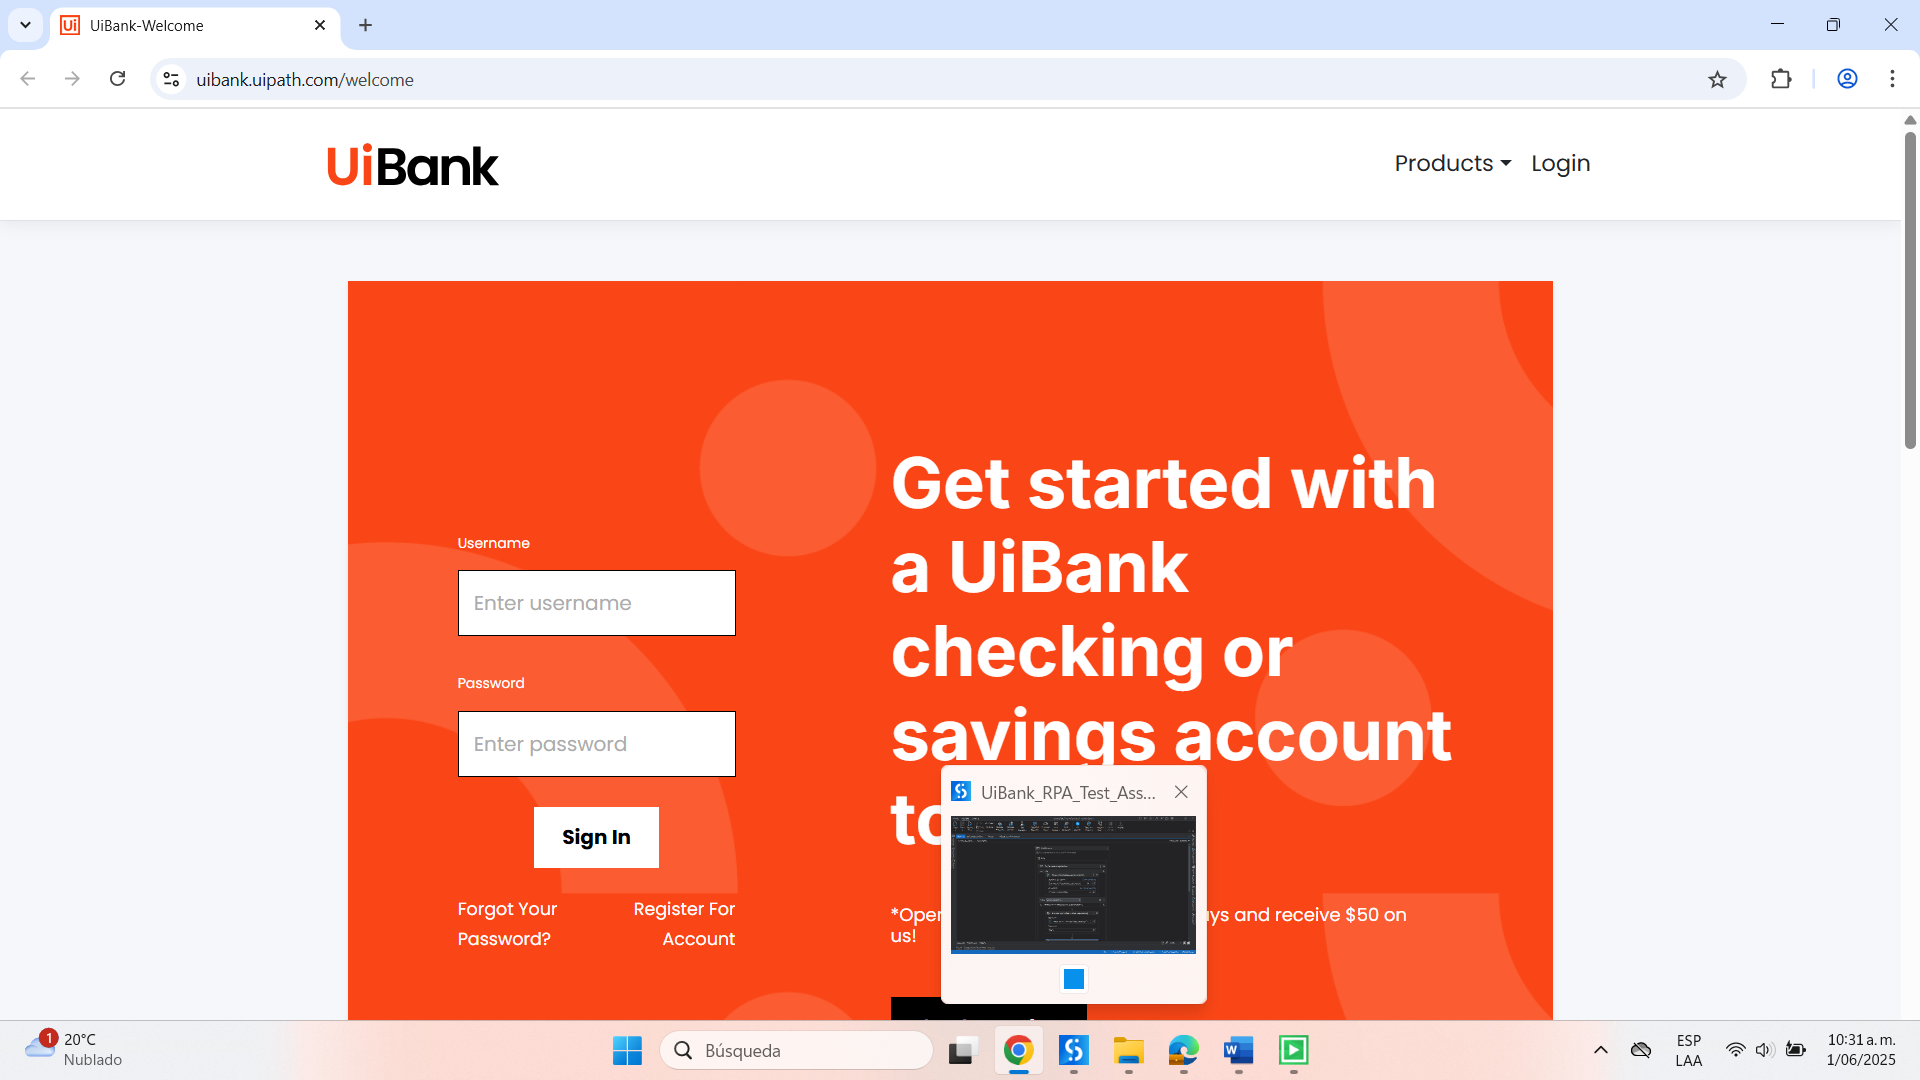 UiBank-Welcome
uibank.uipath.com/welcome
UiBank
Products Login
Get started with
a UiBank
checking or
savings account
to
Username
Enter username
Password
Enter password
Sign In
Forgot Your
Password?
Register For
Account
*Oper
ys and receive $50 on
us!
UiBank_RPA_Test_Ass...
1
20°C
Nublado
Búsqueda
ESP
LAA
10:31 a. m.
1/06/2025